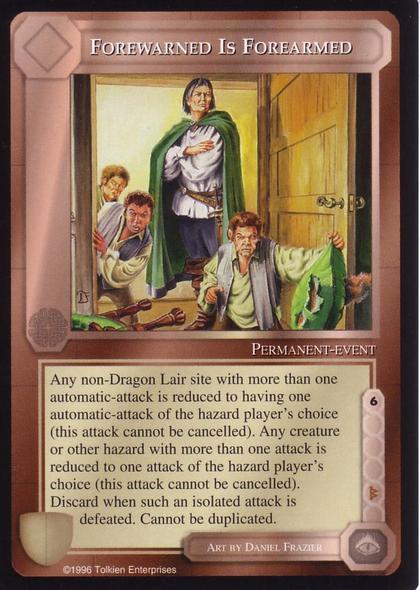 Forewarned Is Forearmed
Permanent-event
Any non-Dragon Lair site with more than one
automatic-attack is reduced to having one
automatic-attack of the hazard player's choice
(this attack cannot be cancelled). Any creature
or other hazard with more than one attack is
reduced to one attack of the hazard player's
choice (this attack cannot be cancelled).
Discard when such an isolated attack is
defeated. Cannot be duplicated.
6
Art by Daniel Frazier
©1996 Tolkien Enterprises